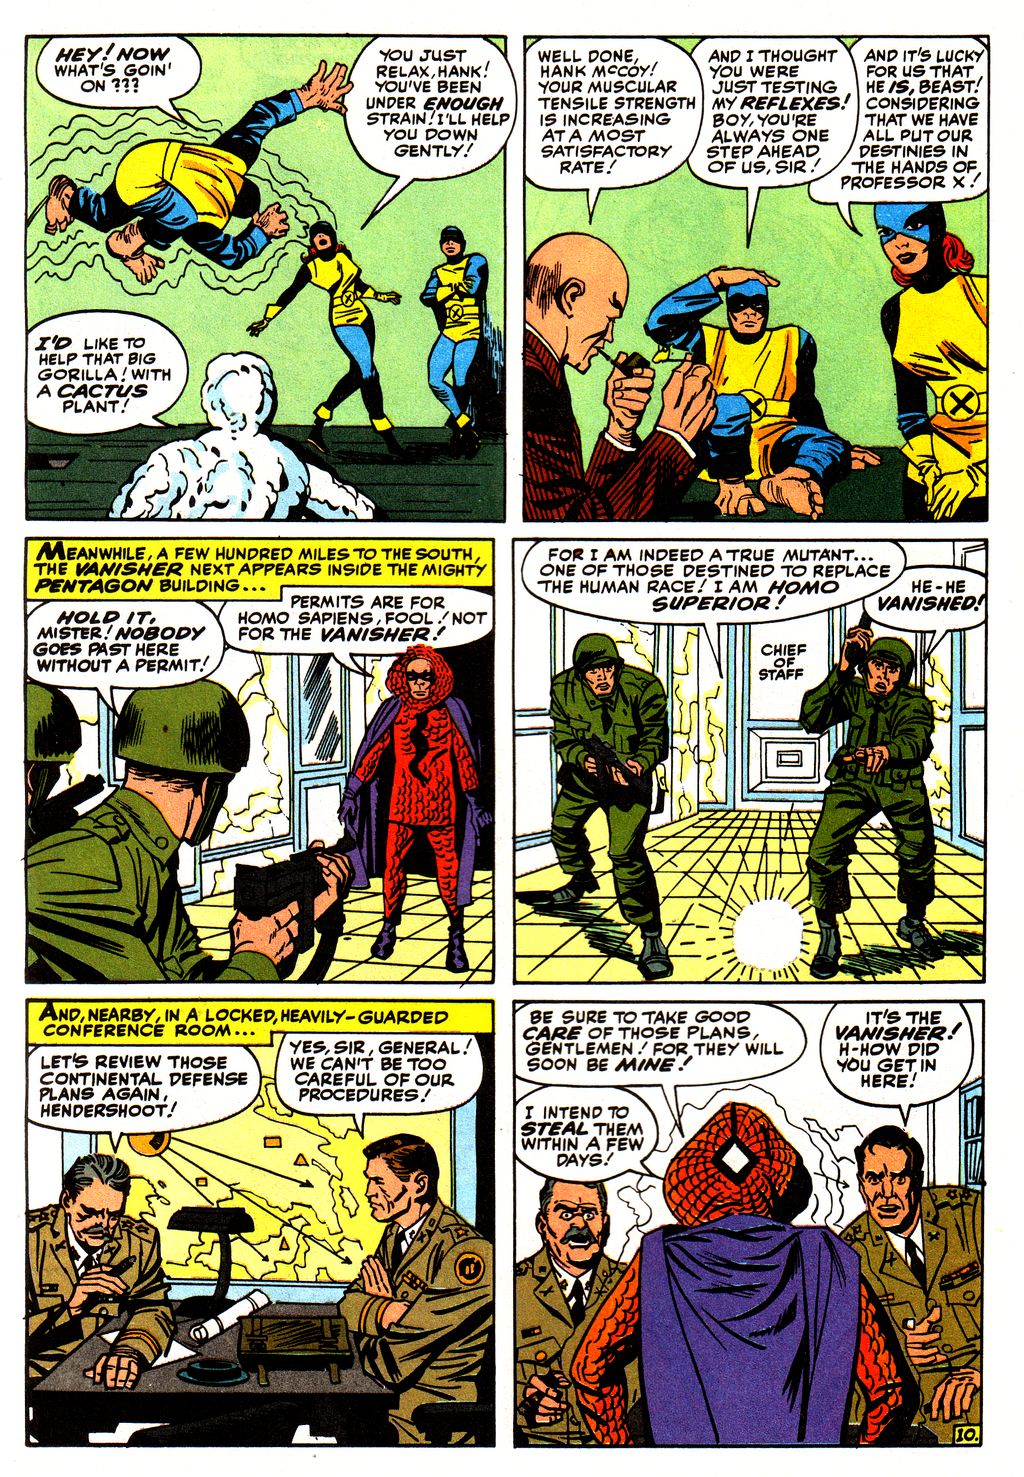 HEY! NOW
WHAT'S GOIN'
ON ???
YOU JUST
RELAX, HANK!
YOU'VE BEEN
UNDER ENOUGH
STRAIN! I'LL HELP
YOU DOWN
GENTLY!
I'D LIKE TO
HELP THAT BIG
GORILLA! WITH
A CACTUS
PLANT!
WELL DONE,
HANK McCOY!
YOUR MUSCULAR
TENSILE STRENGTH
IS INCREASING
AT A MOST
SATISFACTORY
RATE!
AND I THOUGHT
YOU WERE
JUST TESTING
MY REFLEXES!
BOY, YOU'RE
ALWAYS ONE
STEP AHEAD
OF US, SIR!
AND IT'S LUCKY
FOR US THAT
HE IS, BEAST!
CONSIDERING
THAT WE HAVE
ALL PUT OUR
DESTINIES IN
THE HANDS OF
PROFESSOR X!
MEANWHILE, A FEW HUNDRED MILES TO THE SOUTH,
THE VANISHER NEXT APPEARS INSIDE THE MIGHTY
PENTAGON BUILDING...
HOLD IT,
MISTER! NOBODY
GOES PAST HERE
WITHOUT A PERMIT!
PERMITS ARE FOR
HOMO SAPIENS, FOOL! NOT
FOR THE VANISHER!
FOR I AM INDEED A TRUE MUTANT...
ONE OF THOSE DESTINED TO REPLACE
THE HUMAN RACE! I AM HOMO
SUPERIOR!
HE-HE
VANISHED!
CHIEF
OF
STAFF
AND, NEARBY, IN A LOCKED, HEAVILY-GUARDED
CONFERENCE ROOM...
LET'S REVIEW THOSE
CONTINENTAL DEFENSE
PLANS AGAIN,
HENDERSHOOT!
YES, SIR, GENERAL!
WE CAN'T BE TOO
CAREFUL OF OUR
PROCEDURES!
BE SURE TO TAKE GOOD
CARE OF THOSE PLANS,
GENTLEMEN! FOR THEY WILL
SOON BE MINE!
I INTEND TO
STEAL THEM
WITHIN A FEW
DAYS!
IT'S THE
VANISHER!
H-HOW DID
YOU GET IN
HERE!
10.